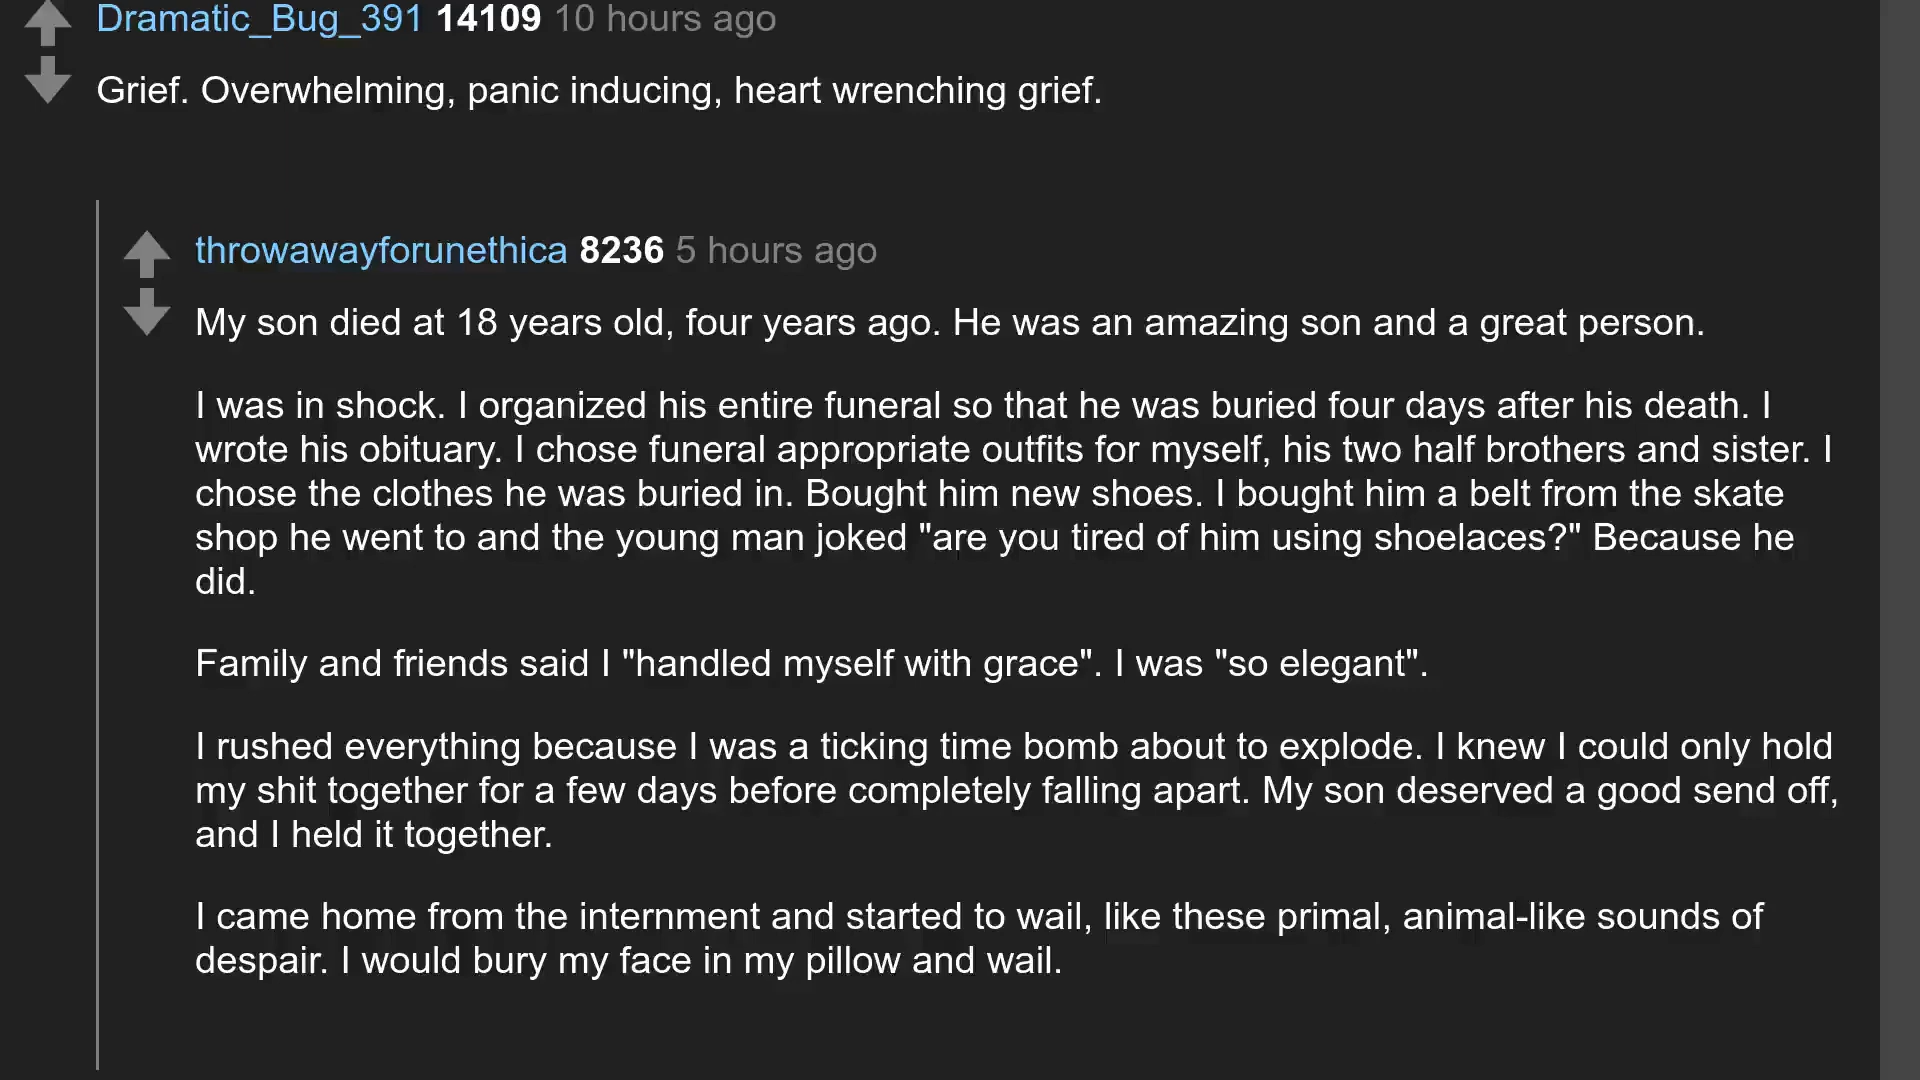 Dramatic_Bug_391 14109 10 hours ago
Grief. Overwhelming, panic inducing, heart wrenching grief.
throwawayforunethica 8236 5 hours ago
My son died at 18 years old, four years ago. He was an amazing son and a great person.
I was in shock. I organized his entire funeral so that he was buried four days after his death. I
wrote his obituary. I chose funeral appropriate outfits for myself, his two half brothers and sister. I
chose the clothes he was buried in. Bought him new shoes. I bought him a belt from the skate
shop he went to and the young man joked "are you tired of him using shoelaces?" Because he
did.
Family and friends said I "handled myself with grace". I was "so elegant".
I rushed everything because I was a ticking time bomb about to explode. I knew I could only hold
my shit together for a few days before completely falling apart. My son deserved a good send off,
and I held it together.
I came home from the internment and started to wail, like these primal, animal-like sounds of
despair. I would bury my face in my pillow and wail.